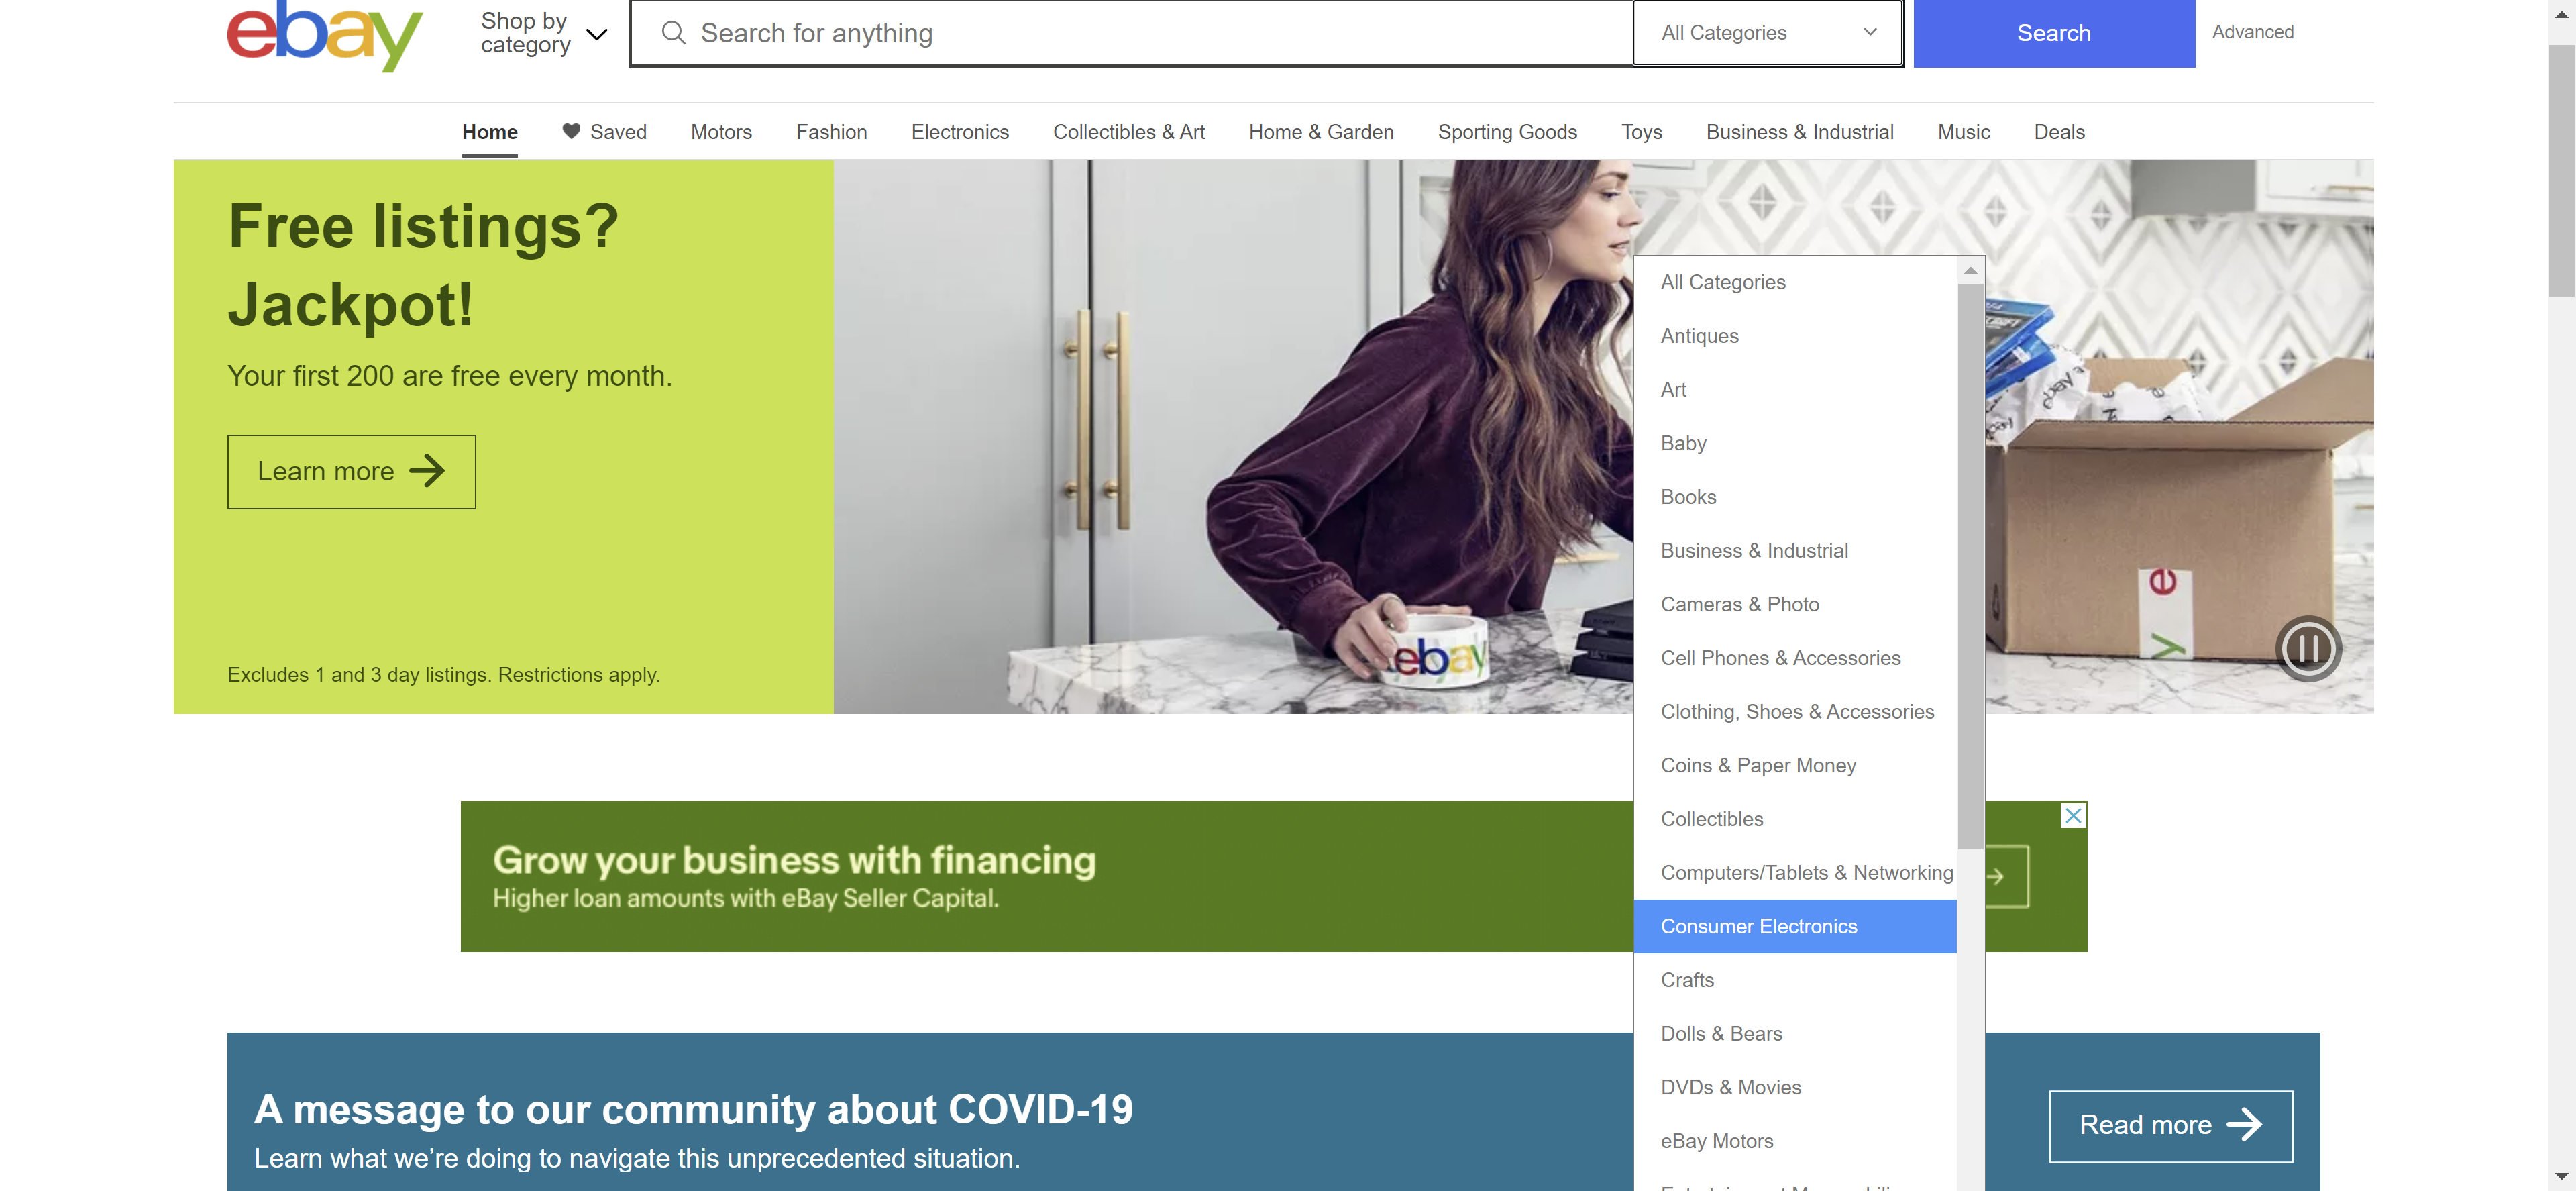 ebay
Shop by
category
Search for anything
All Categories
Search
Advanced
Home
Saved
Motors
Fashion
Electronics
Collectibles & Art
Home & Garden
Sporting Goods
Toys
Business & Industrial
Music
Deals
Free listings?
Jackpot!
Your first 200 are free every month.
Learn more
Excludes 1 and 3 day listings. Restrictions apply.
ebay
ebay
e
y
All Categories
Antiques
Art
Baby
Books
Business & Industrial
Cameras & Photo
Cell Phones & Accessories
Clothing, Shoes & Accessories
Coins & Paper Money
Collectibles
Computers/Tablets & Networking
Consumer Electronics
Crafts
Dolls & Bears
DVDs & Movies
eBay Motors
Grow your business with financing
Higher loan amounts with eBay Seller Capital.
A message to our community about COVID-19
Learn what we’re doing to navigate this unprecedented situation.
Read more